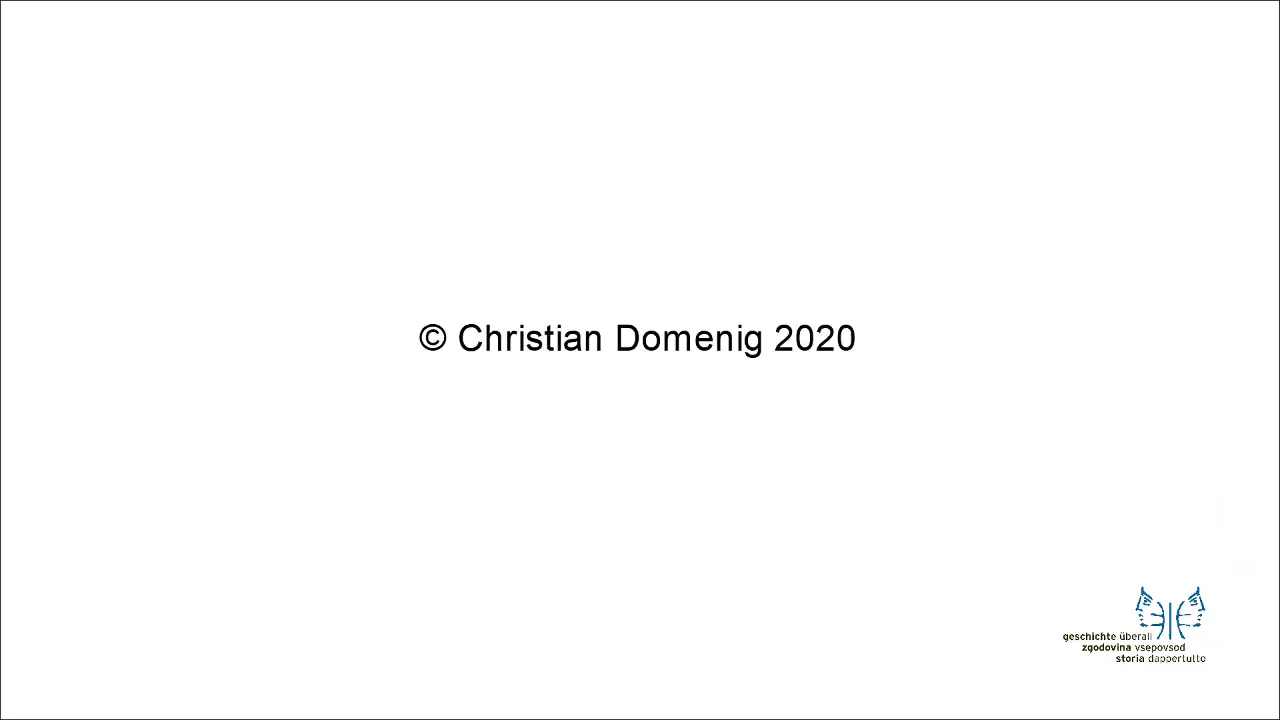 © Christian Domenig 2020
geschichte überall
zgodovina vsepovsod
storia dappertutto